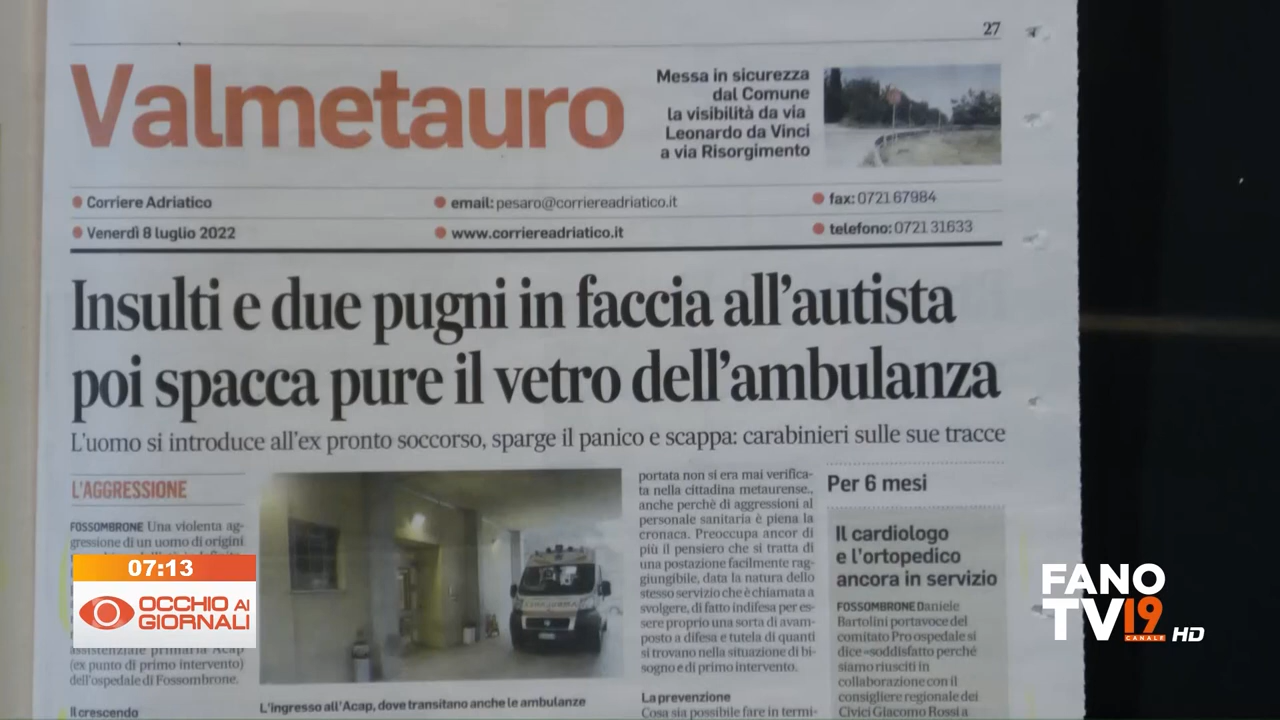 27
Valmetauro
Messa in sicurezza
dal Comune
la visibilità da via
Leonardo da Vinci
a via Risorgimento
Corriere Adriatico
email: pesaro@corriereadriatico.it
fax: 0721 67984
Venerdì 8 luglio 2022
www.corriereadriatico.it
telefono: 0721 31633
Insulti e due pugni in faccia all'autista
poi spacca pure il vetro dell'ambulanza
L'uomo si introduce all'ex pronto soccorso, sparge il panico e scappa: carabinieri sulle sue tracce
L'AGGRESSIONE
FOSSOMBRONE Una violenta ag-
gressione di un uomo di origini
assistenziale primaria Acap
(ex punto di primo intervento)
dell'ospedale di Fossombrone.
Il crescendo
L'ingresso all'Acap, dove transitano anche le ambulanze
portata non si era mai verifica-
ta nella cittadina metaurense.,
anche perchè di aggressioni al
personale sanitaria è piena la
cronaca. Preoccupa ancor di
più il pensiero che si tratta di
una postazione facilmente rag-
giungibile, data la natura dello
stesso servizio che è chiamata a
svolgere, di fatto indifesa per es-
sere proprio una sorta di avam-
posto a difesa e tutela di quanti
si trovano nella situazione di bi-
sogno e di primo intervento.
La prevenzione
Cosa sia possibile fare in termi-
Per 6 mesi
Il cardiologo
e l'ortopedico
ancora in servizio
FOSSOMBRONE Daniele
Bartolini portavoce del
comitato Pro ospedale si
dice «soddisfatto perché
siamo riusciti in
collaborazione con il
consigliere regionale dei
Civici Giacomo Rossi a
07:13
OCCHIO AI
GIORNALI
FANO
TV19
CANALE
HD